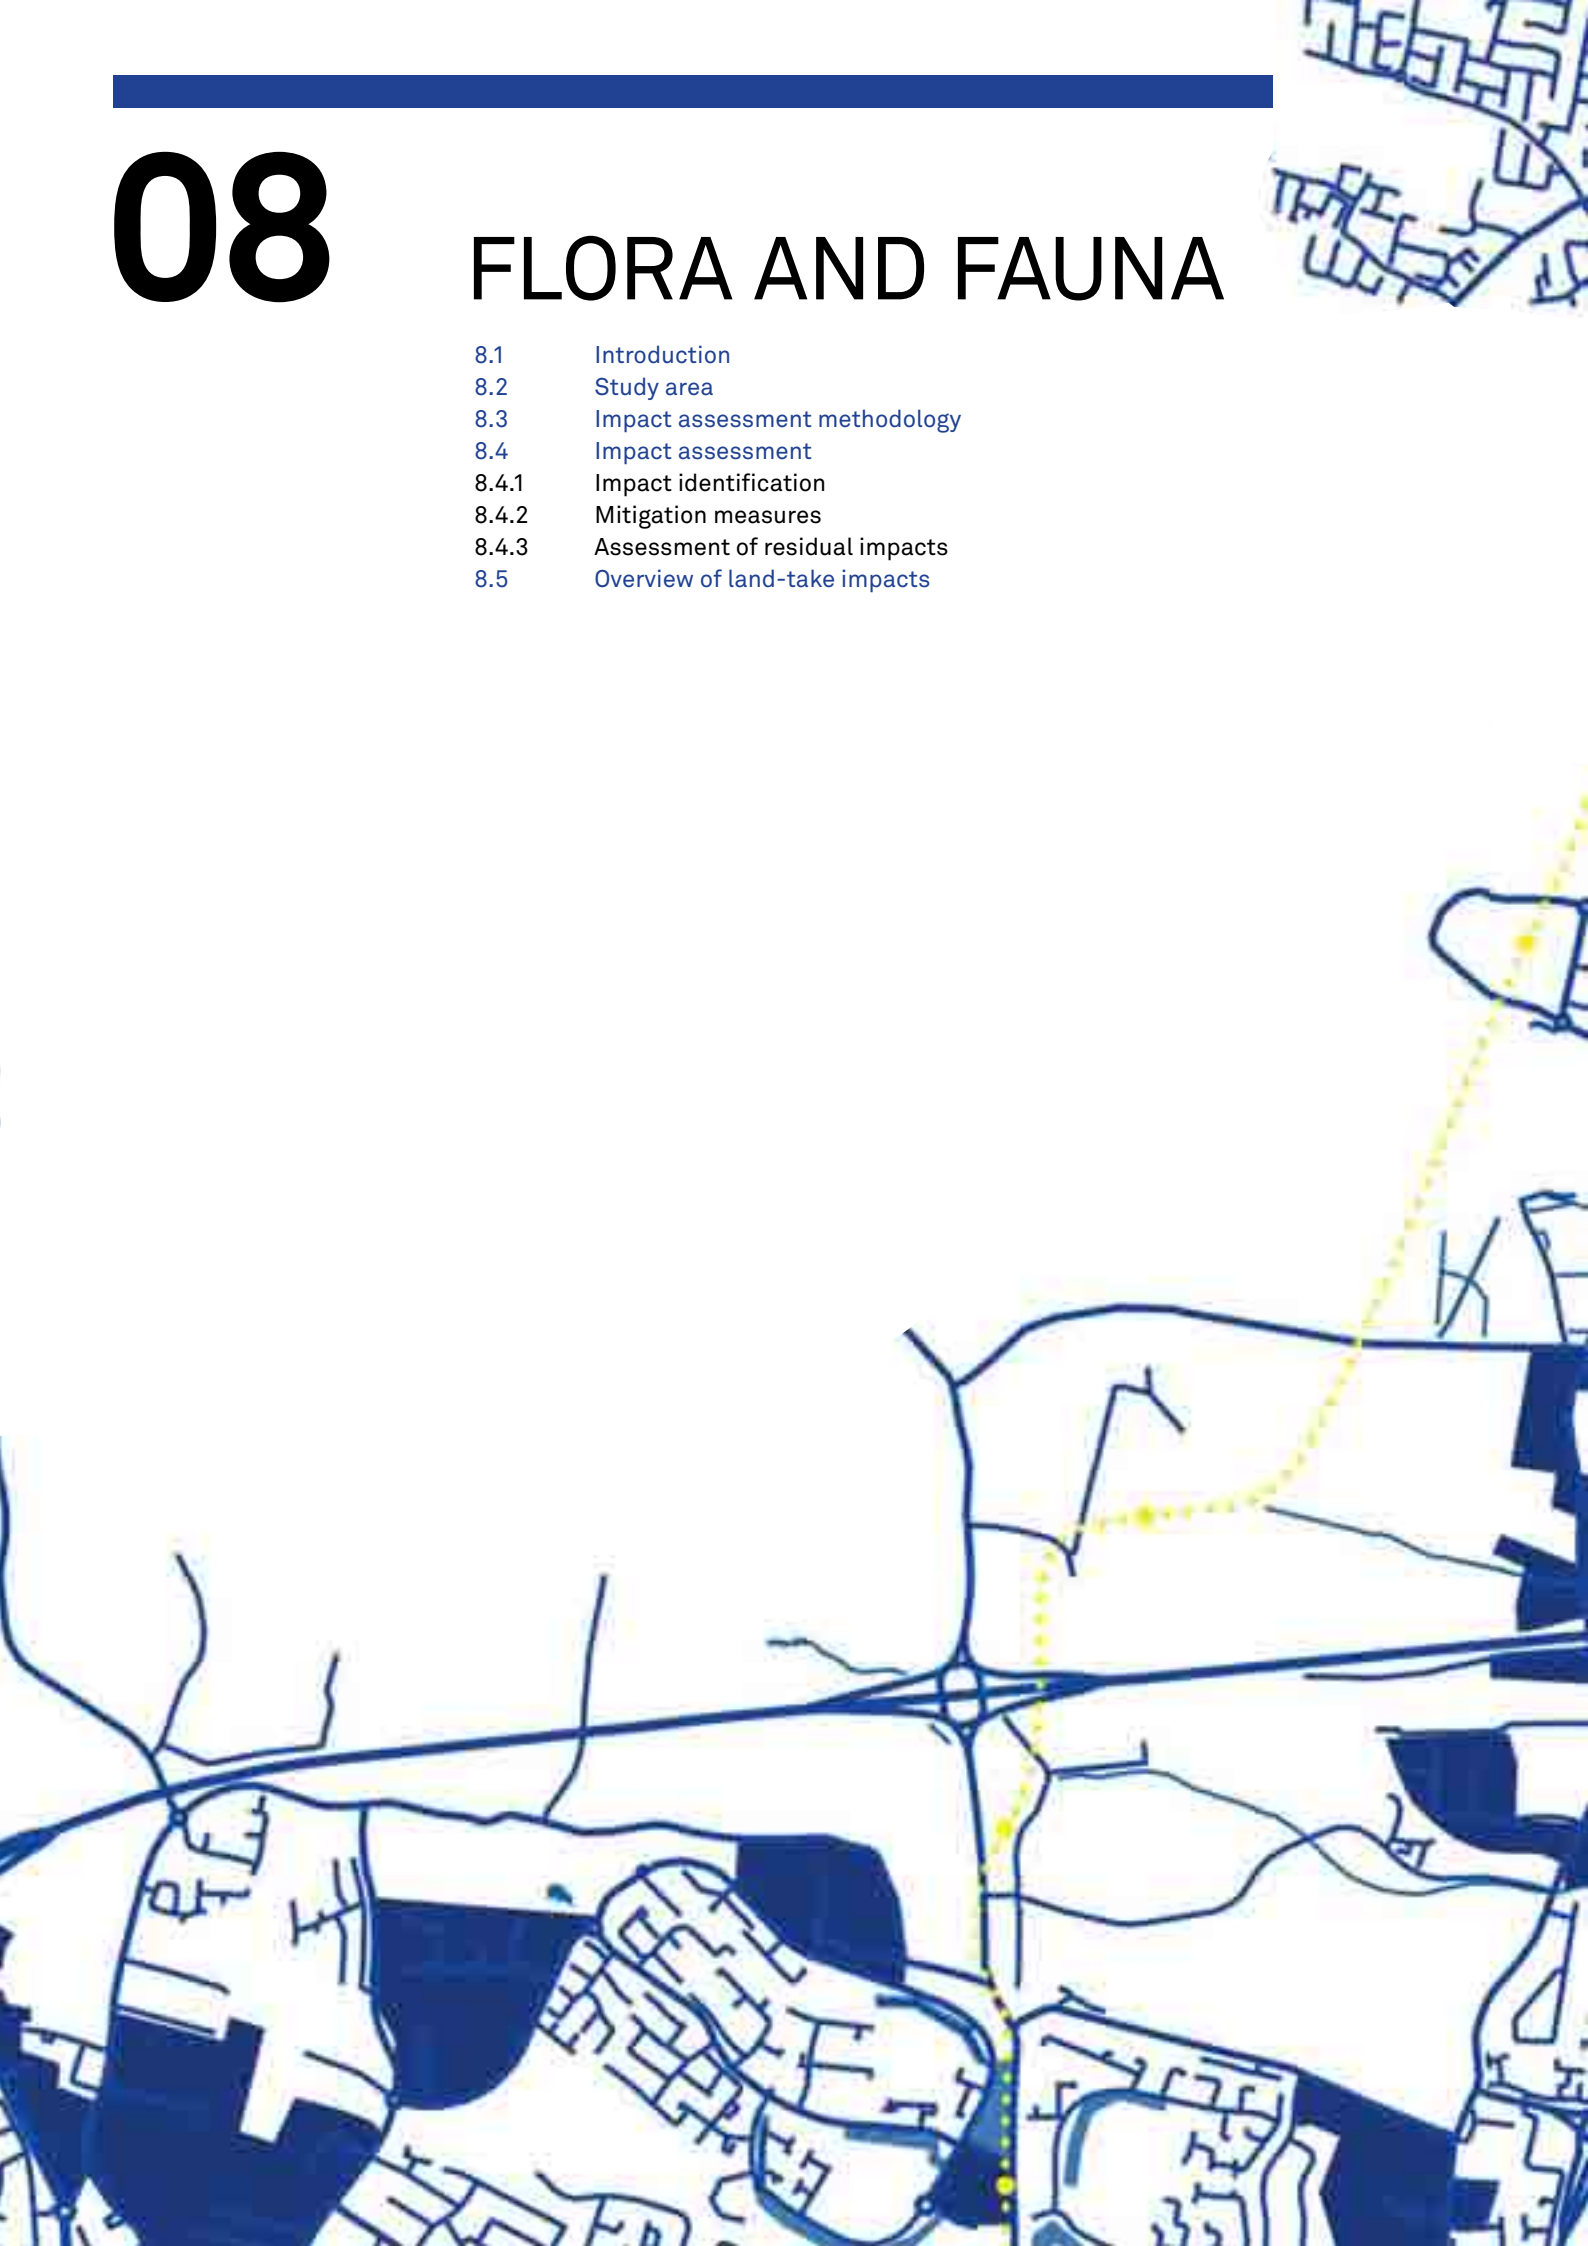 08
FLORA AND FAUNA
8.1 Introduction
8.2 Study area
8.3 Impact assessment methodology
8.4 Impact assessment
8.4.1 Impact identification
8.4.2 Mitigation measures
8.4.3 Assessment of residual impacts
8.5 Overview of land-take impacts